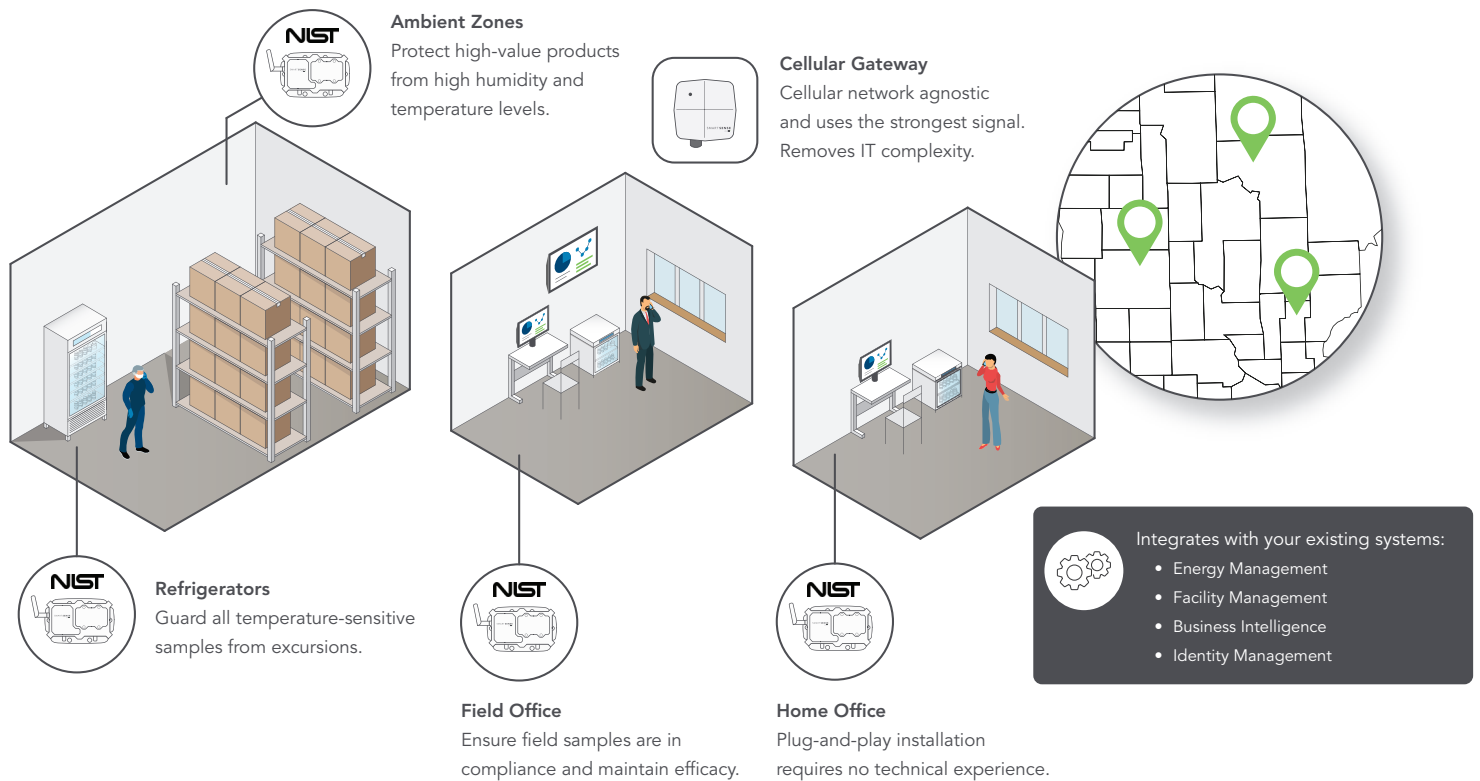 NIST
Ambient Zones
Protect high-value products
from high humidity and
temperature levels.
SMARTSENSE
Cellular Gateway
Cellular network agnostic
and uses the strongest signal.
Removes IT complexity.
NIST
Refrigerators
Guard all temperature-sensitive
samples from excursions.
NIST
Field Office
Ensure field samples are in
compliance and maintain efficacy.
NIST
Home Office
Plug-and-play installation
requires no technical experience.
Integrates with your existing systems:
• Energy Management
• Facility Management
• Business Intelligence
• Identity Management